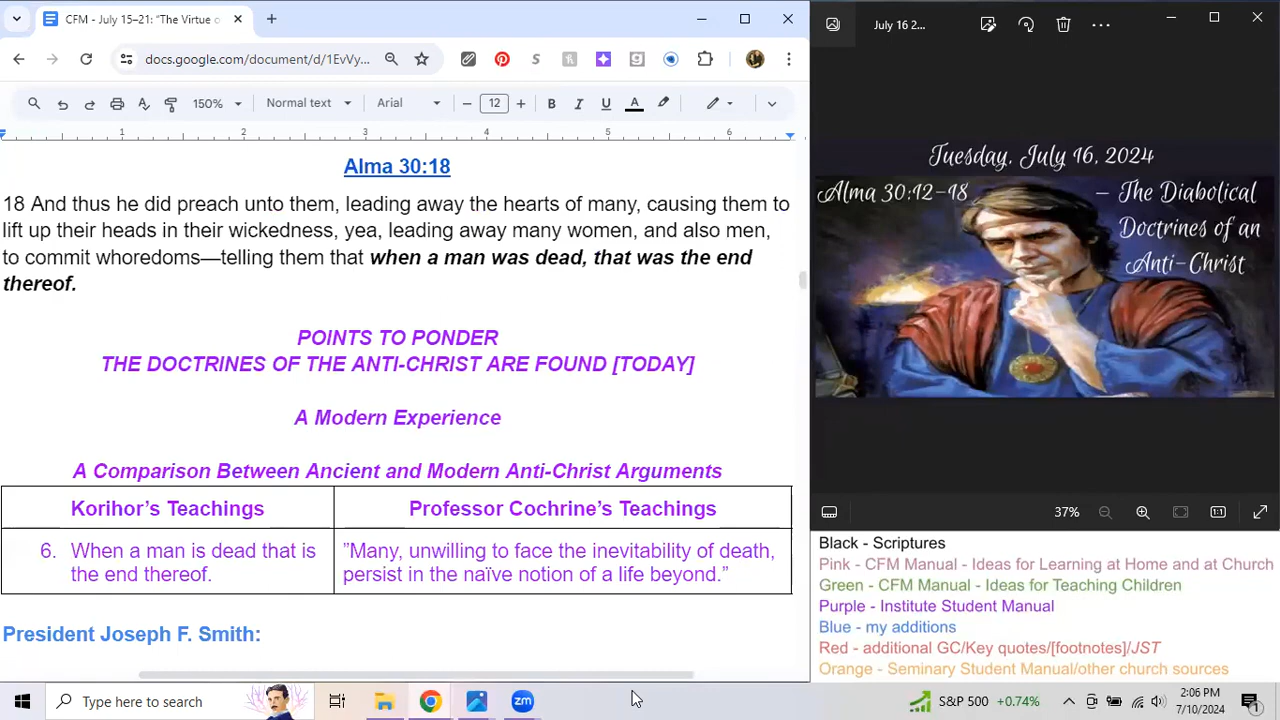 CFM - July 15–21: “The Virtue o
July 16 2...
docs.google.com/document/d/1EvVy...
150%
Normal text
Arial
12
1 2 3 4 5 6
Alma 30:18
18 And thus he did preach unto them, leading away the hearts of many, causing them to
lift up their heads in their wickedness, yea, leading away many women, and also men,
to commit whoredoms—telling them that when a man was dead, that was the end
thereof.
POINTS TO PONDER
THE DOCTRINES OF THE ANTI-CHRIST ARE FOUND [TODAY]
A Modern Experience
A Comparison Between Ancient and Modern Anti-Christ Arguments
Korihor’s Teachings
Professor Cochrine’s Teachings
6. When a man is dead that is
the end thereof.
”Many, unwilling to face the inevitability of death,
persist in the naïve notion of a life beyond.”
President Joseph F. Smith:
Tuesday, July 16, 2024
Alma 30:12-18
– The Diabolical
Doctrines of an
Anti-Christ
37%
1:1
Black - Scriptures
Pink - CFM Manual - Ideas for Learning at Home and at Church
Green - CFM Manual - Ideas for Teaching Children
Purple - Institute Student Manual
Blue - my additions
Red - additional GC/Key quotes/[footnotes]/JST
Orange - Seminary Student Manual/other church sources
Type here to search
zm
S&P 500 +0.74%
2:06 PM
7/10/2024
1